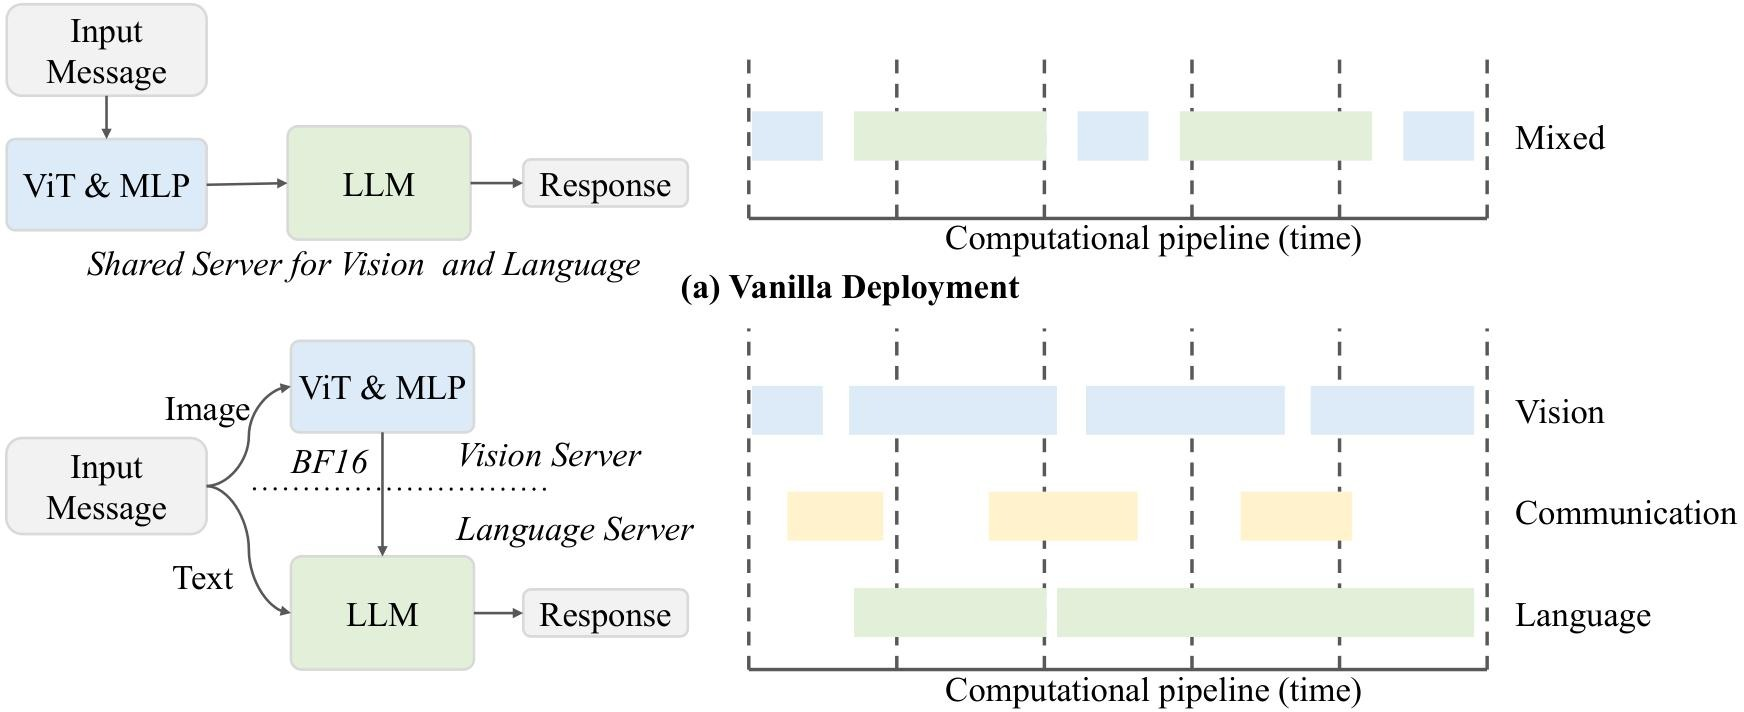 Input
Message
ViT & MLP
LLM
Response
Shared Server for Vision and Language
Mixed
Computational pipeline (time)
(a) Vanilla Deployment
Input
Message
Image
Text
ViT & MLP
BF16
Vision Server
Language Server
LLM
Response
Vision
Communication
Language
Computational pipeline (time)